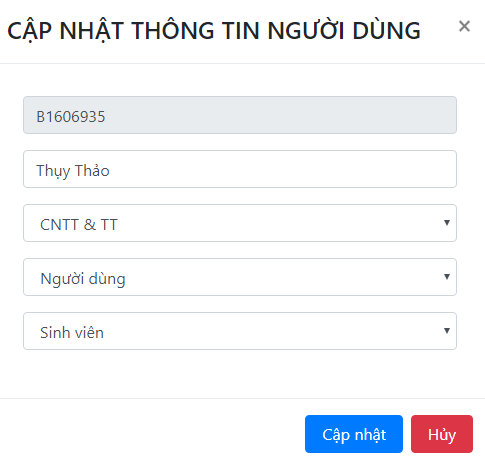 CẬP NHẬT THÔNG TIN NGƯỜI DÙNG ×
B1606935
Thụy Thảo
CNTT & TT
Người dùng
Sinh viên
Cập nhật Hủy